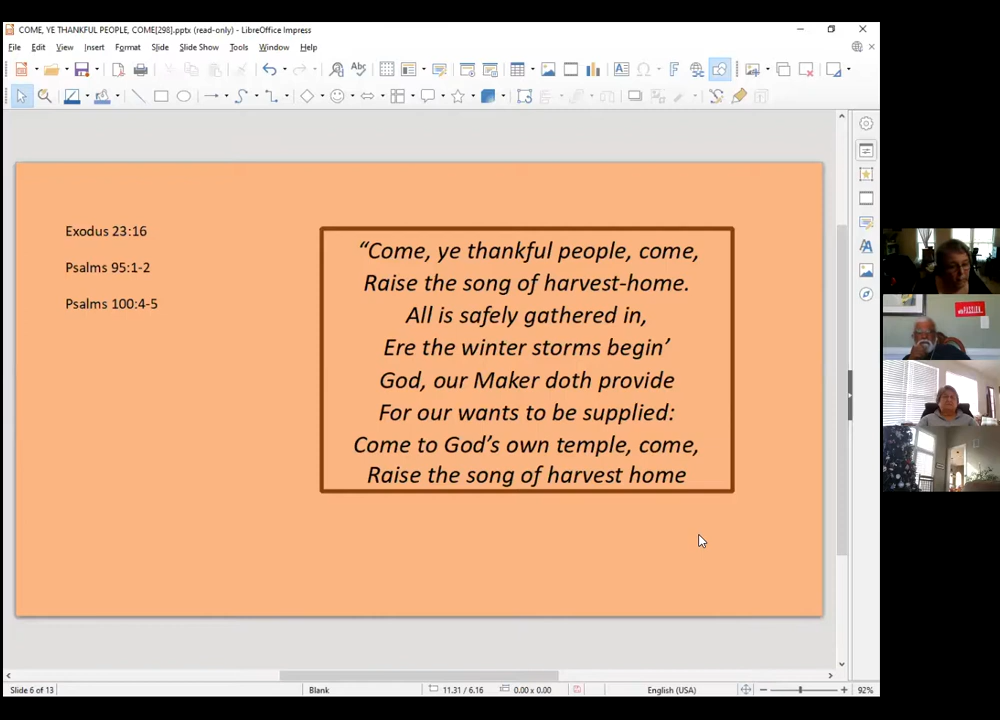 COME, YE THANKFUL PEOPLE, COME[298].pptx (read-only) - LibreOffice Impress
File Edit View Insert Format Slide Slide Show Tools Window Help
Exodus 23:16
Psalms 95:1-2
Psalms 100:4-5
“Come, ye thankful people, come,
Raise the song of harvest-home.
All is safely gathered in,
Ere the winter storms begin’
God, our Maker doth provide
For our wants to be supplied:
Come to God’s own temple, come,
Raise the song of harvest home
Slide 6 of 13 Blank 11.31 / 6.16 0.00 x 0.00 English (USA) 92%